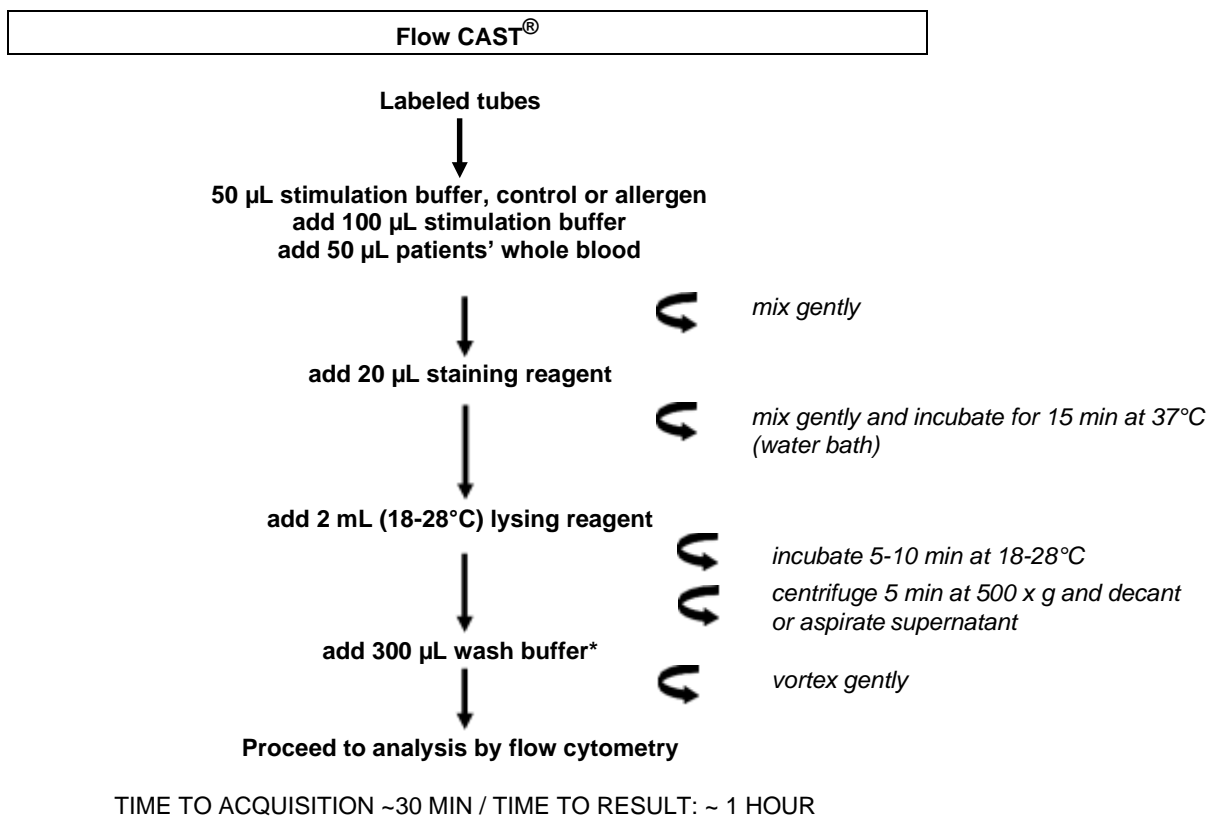 Flow CAST®
Labeled tubes
50 µL stimulation buffer, control or allergen
add 100 µL stimulation buffer
add 50 µL patients’ whole blood
mix gently
add 20 µL staining reagent
mix gently and incubate for 15 min at 37°C
(water bath)
add 2 mL (18-28°C) lysing reagent
incubate 5-10 min at 18-28°C
centrifuge 5 min at 500 x g and decant
or aspirate supernatant
add 300 µL wash buffer*
vortex gently
Proceed to analysis by flow cytometry
TIME TO ACQUISITION ~30 MIN / TIME TO RESULT: ~ 1 HOUR